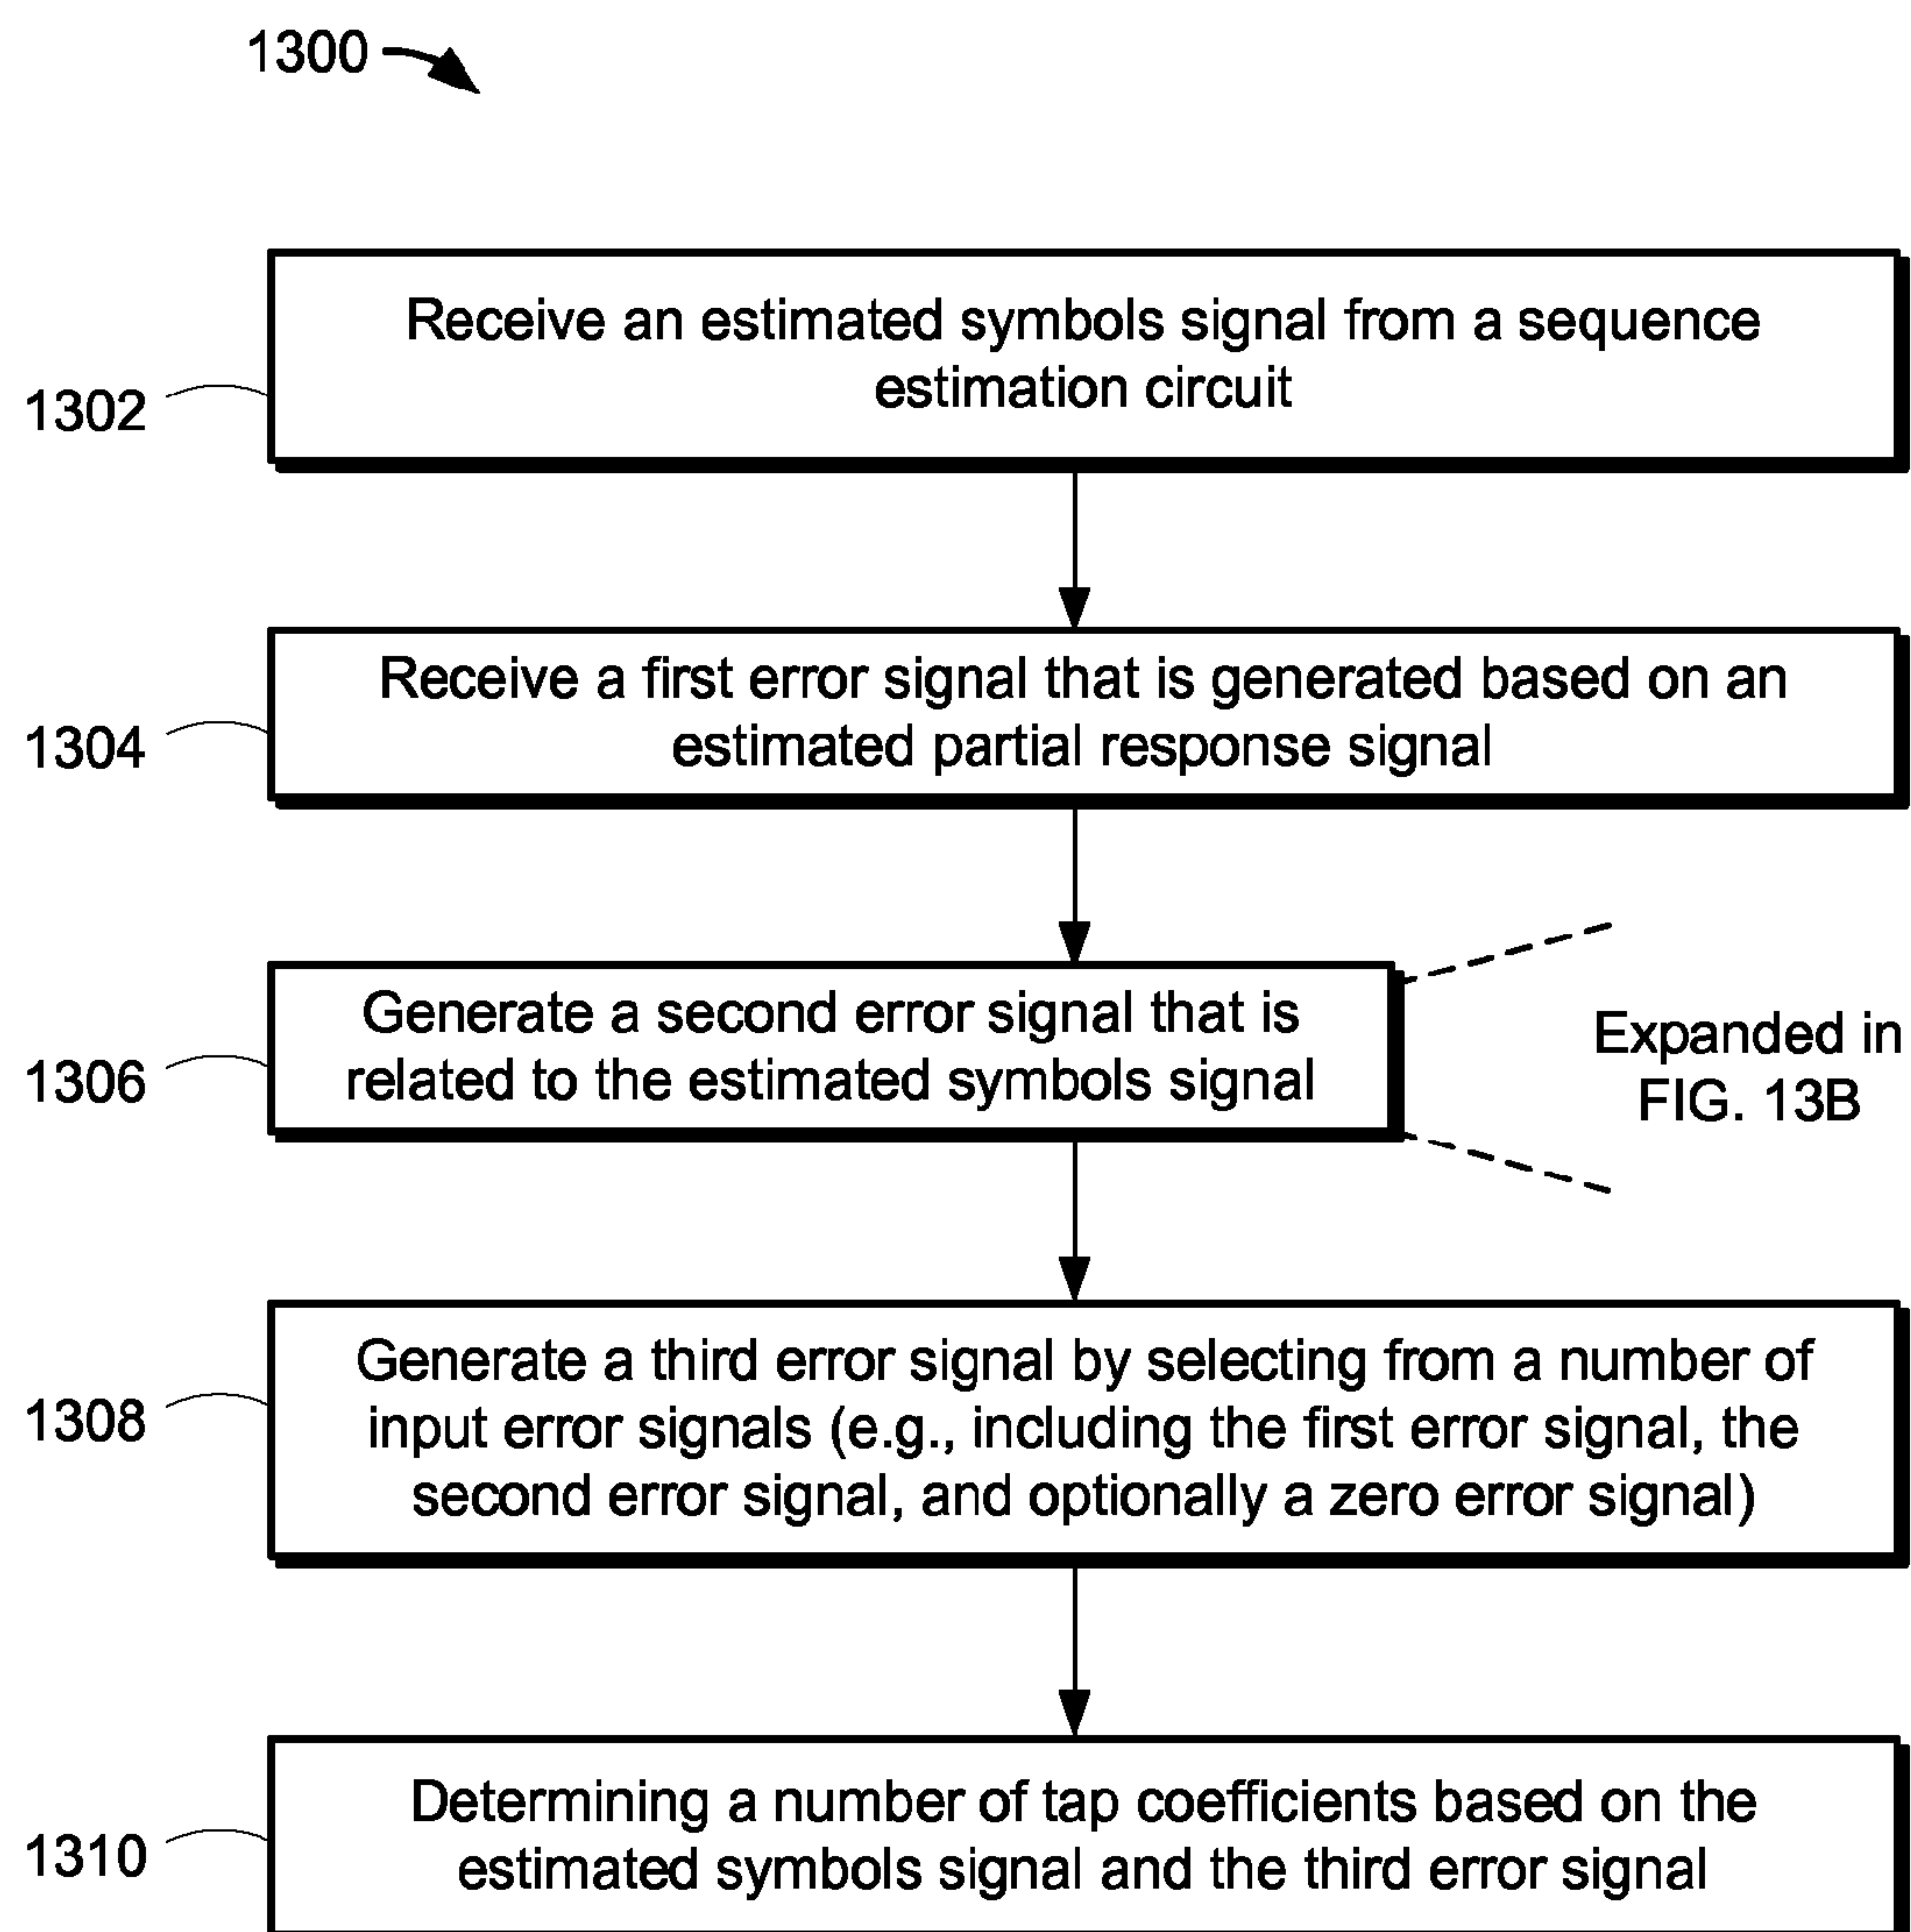 1300
Receive an estimated symbols signal from a sequence
estimation circuit
1302
Receive a first error signal that is generated based on an
estimated partial response signal
1304
Generate a second error signal that is
related to the estimated symbols signal
1306
Expanded in
FIG. 13B
Generate a third error signal by selecting from a number of
input error signals (e.g., including the first error signal, the
second error signal, and optionally a zero error signal)
1308
Determining a number of tap coefficients based on the
estimated symbols signal and the third error signal
1310